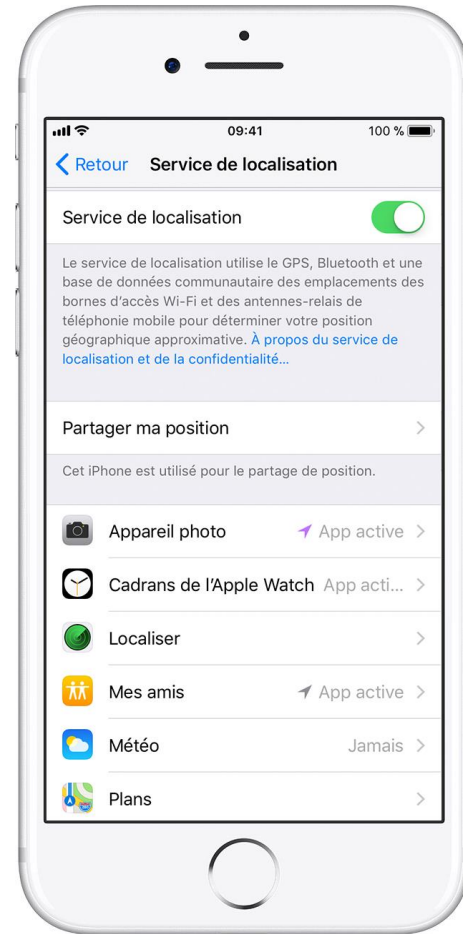 09:41
100 %
Retour
Service de localisation
Service de localisation
Le service de localisation utilise le GPS, Bluetooth et une
base de données communautaire des emplacements des
bornes d’accès Wi-Fi et des antennes-relais de
téléphonie mobile pour déterminer votre position
géographique approximative. À propos du service de
localisation et de la confidentialité...
Partager ma position
Cet iPhone est utilisé pour le partage de position.
Appareil photo App active
Cadrans de l’Apple Watch App acti...
Localiser
Mes amis App active
Météo Jamais
Plans